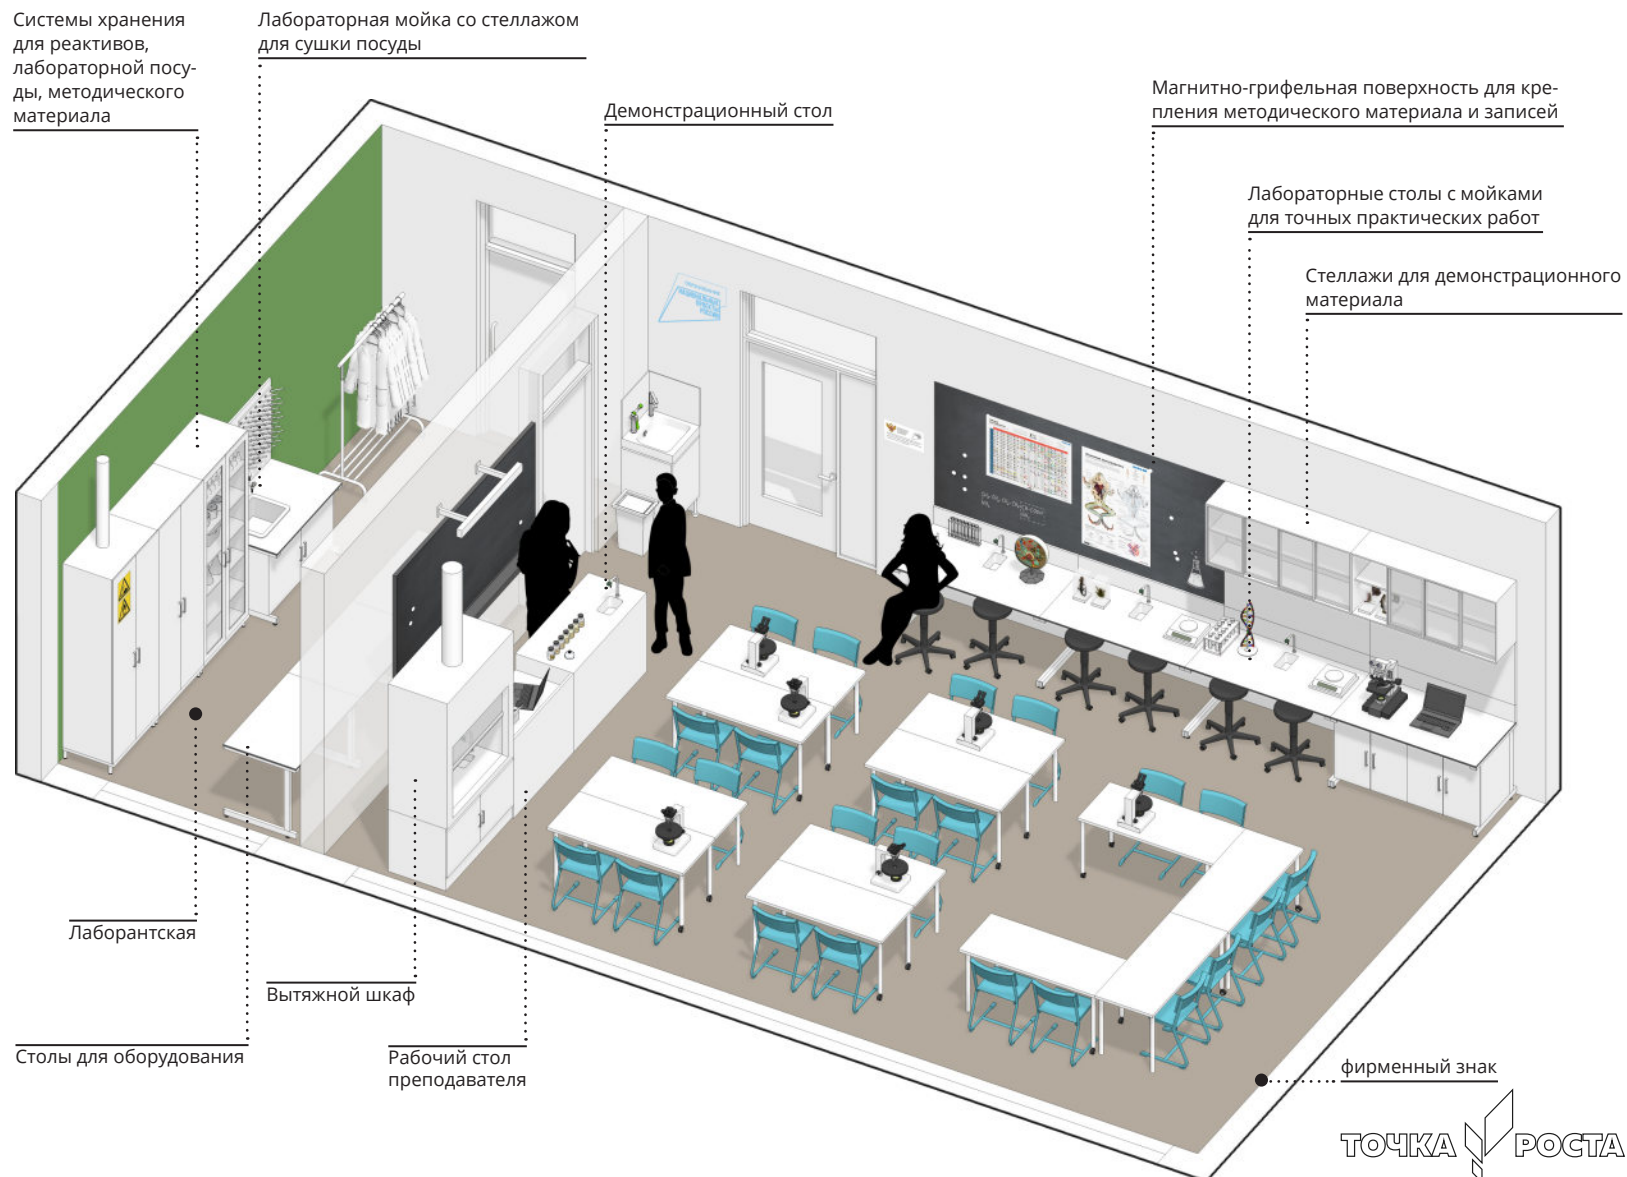 Системы хранения
для реактивов,
лабораторной посу-
ды, методического
материала
Лабораторная мойка со стеллажом
для сушки посуды
Демонстрационный стол
Магнитно-грифельная поверхность для кре-
пления методического материала и записей
Лабораторные столы с мойками
для точных практических работ
Стеллажи для демонстрационного
материала
Лаборантская
Вытяжной шкаф
Столы для оборудования
Рабочий стол
преподавателя
фирменный знак
ТОЧКА РОСТА